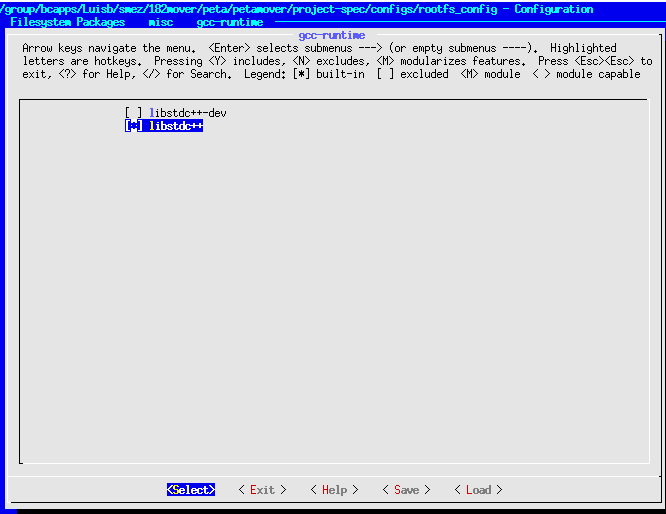 /group/bcapps/Luisb/smez/182mover/peta/petamover/project-spec/configs/rootfs_config - Configuration
Filesystem Packages misc gcc-runtime
gcc-runtime
Arrow keys navigate the menu. <Enter> selects submenus ---> (or empty submenus ----). Highlighted
letters are hotkeys. Pressing <Y> includes, <N> excludes, <M> modularizes features. Press <Esc><Esc> to
exit, <?> for Help, </> for Search. Legend: [*] built-in [ ] excluded <M> module < > module capable
[ ] libstdc++-dev
[*] libstdc++
<Select> < Exit > < Help > < Save > < Load >